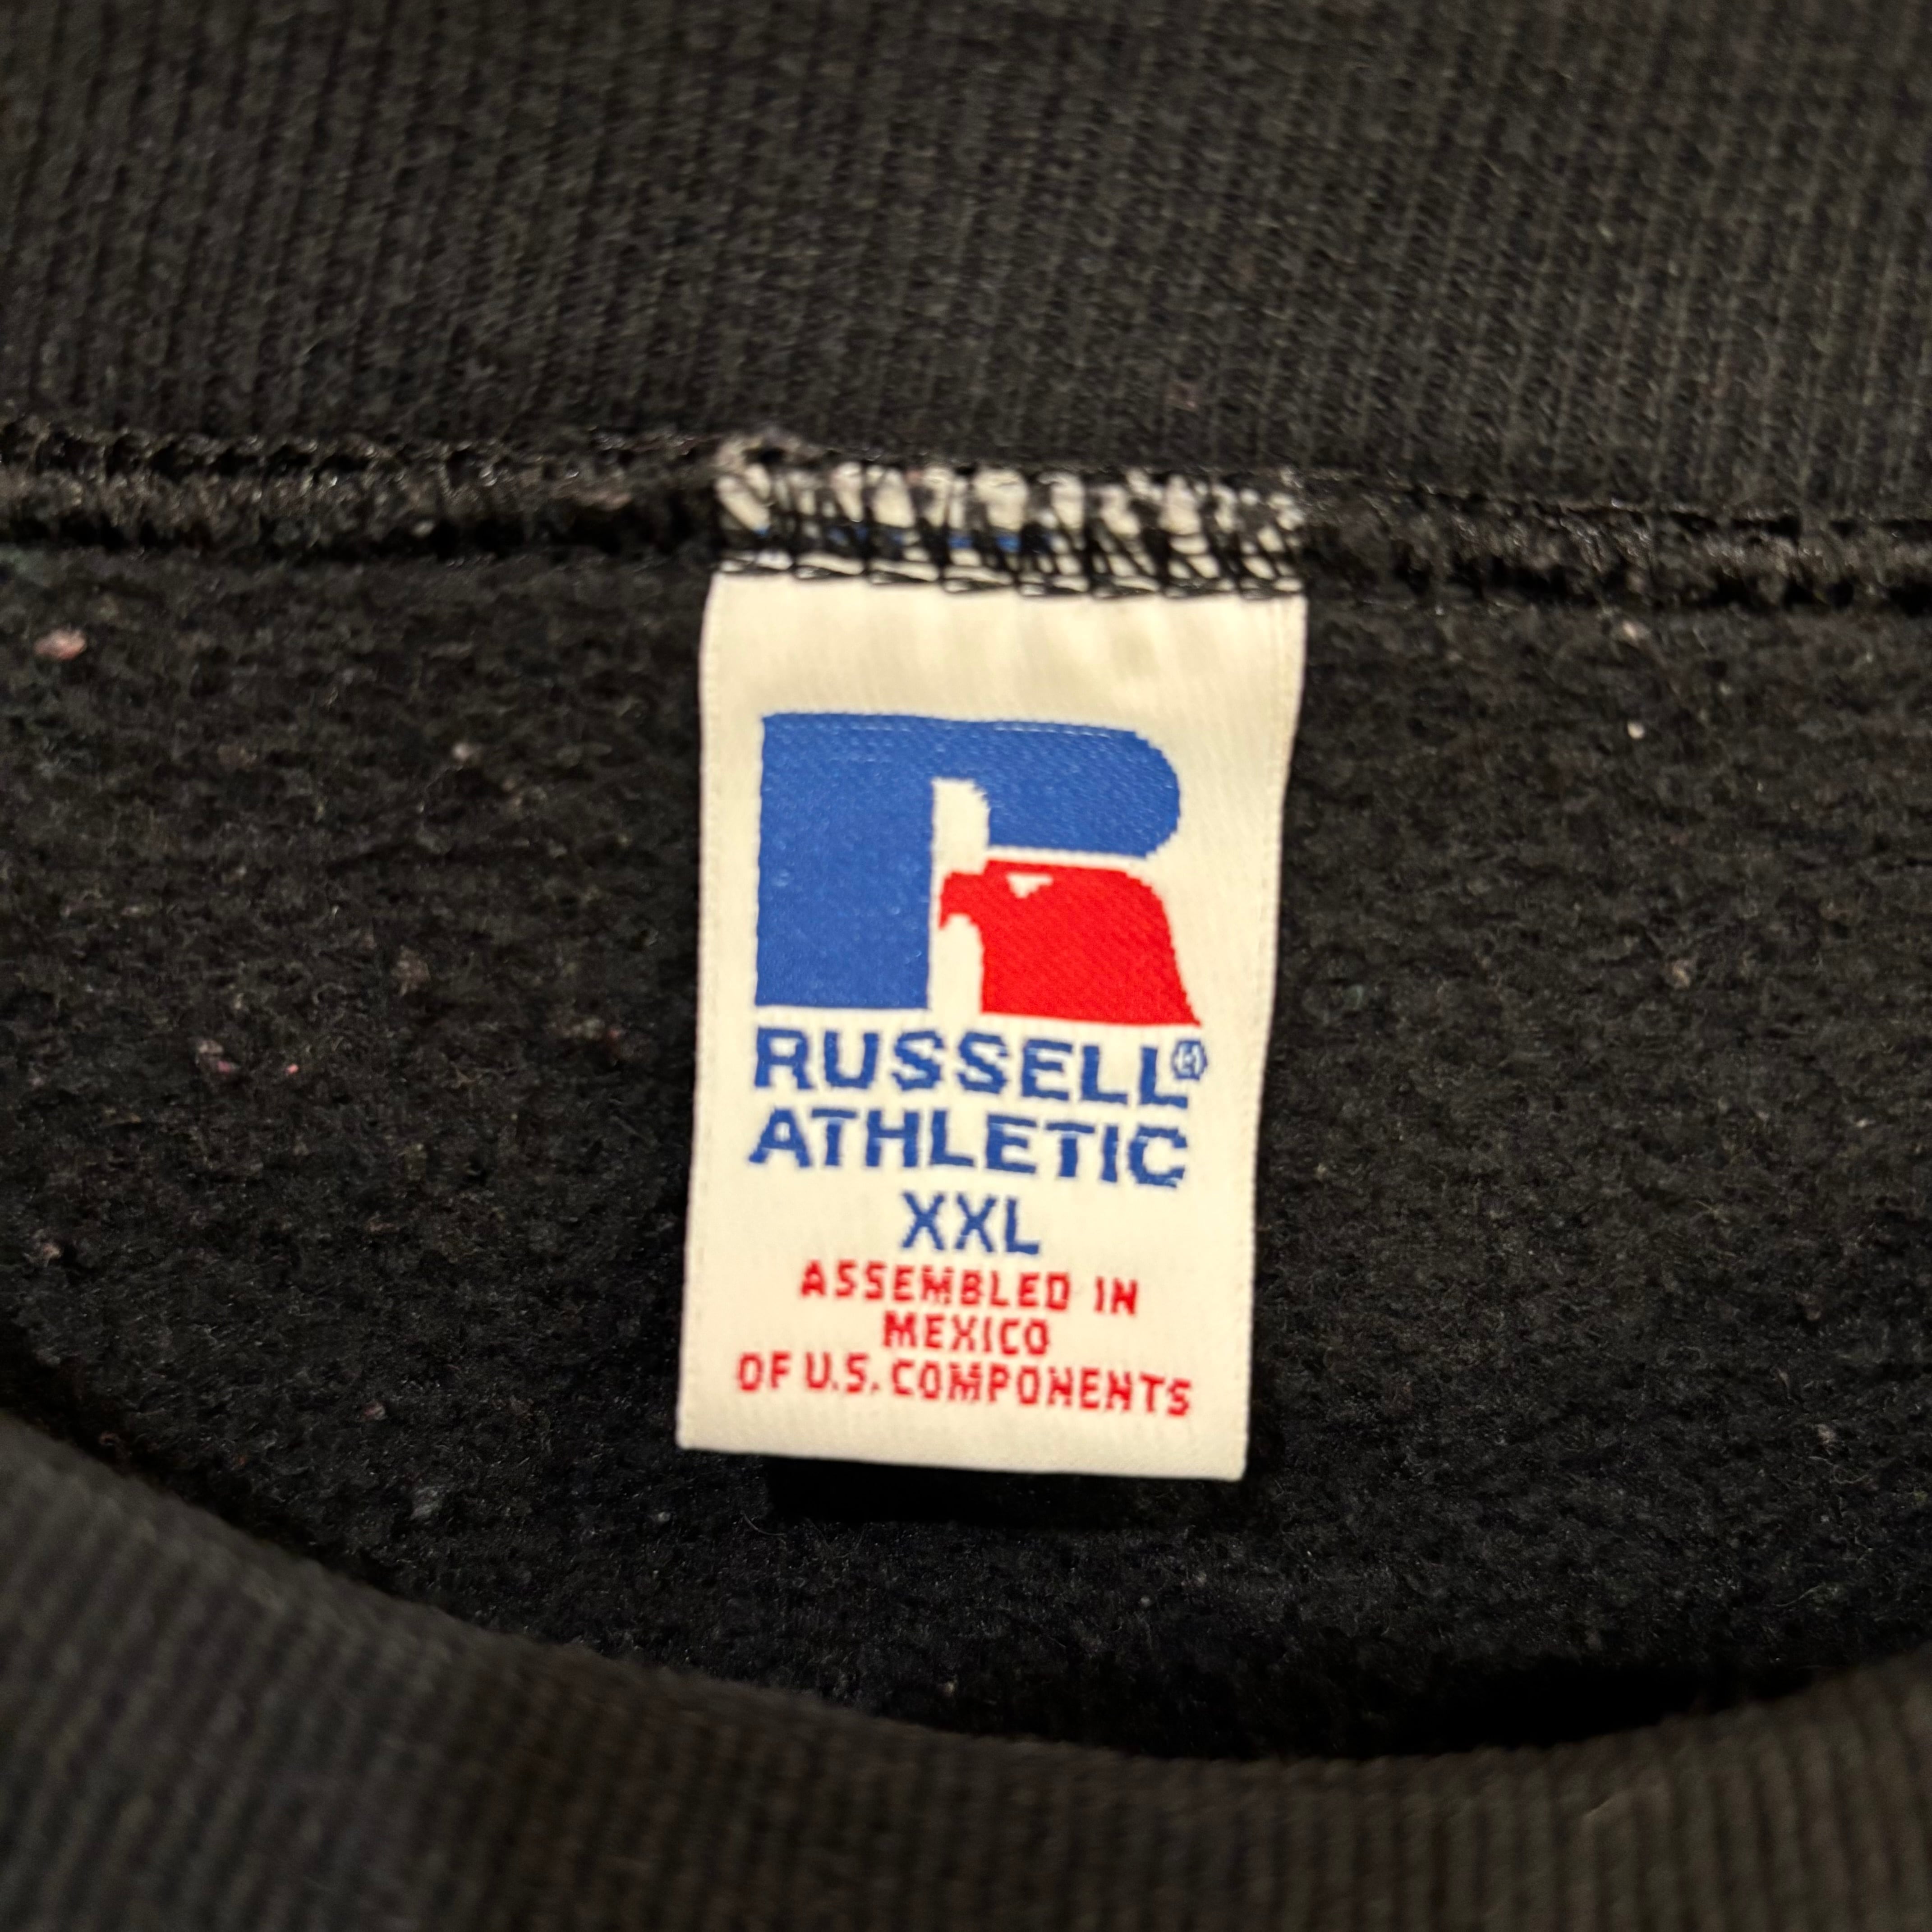 R
RUSSELL®
ATHLETIC
XXL
ASSEMBLED IN
MEXICO
OF U.S. COMPONENTS